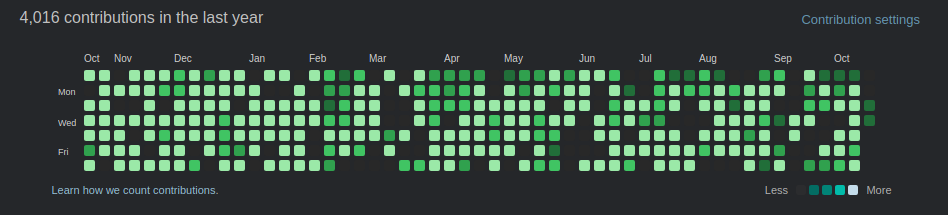 4,016 contributions in the last year
Contribution settings
Oct Nov Dec Jan Feb Mar Apr May Jun Jul Aug Sep Oct
Mon
Wed
Fri
Learn how we count contributions.
Less More